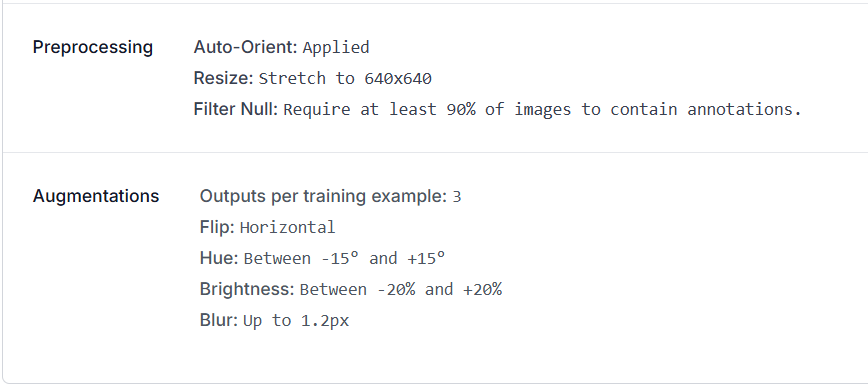 Preprocessing
Auto-Orient: Applied
Resize: Stretch to 640x640
Filter Null: Require at least 90% of images to contain annotations.
Augmentations
Outputs per training example: 3
Flip: Horizontal
Hue: Between -15° and +15°
Brightness: Between -20% and +20%
Blur: Up to 1.2px